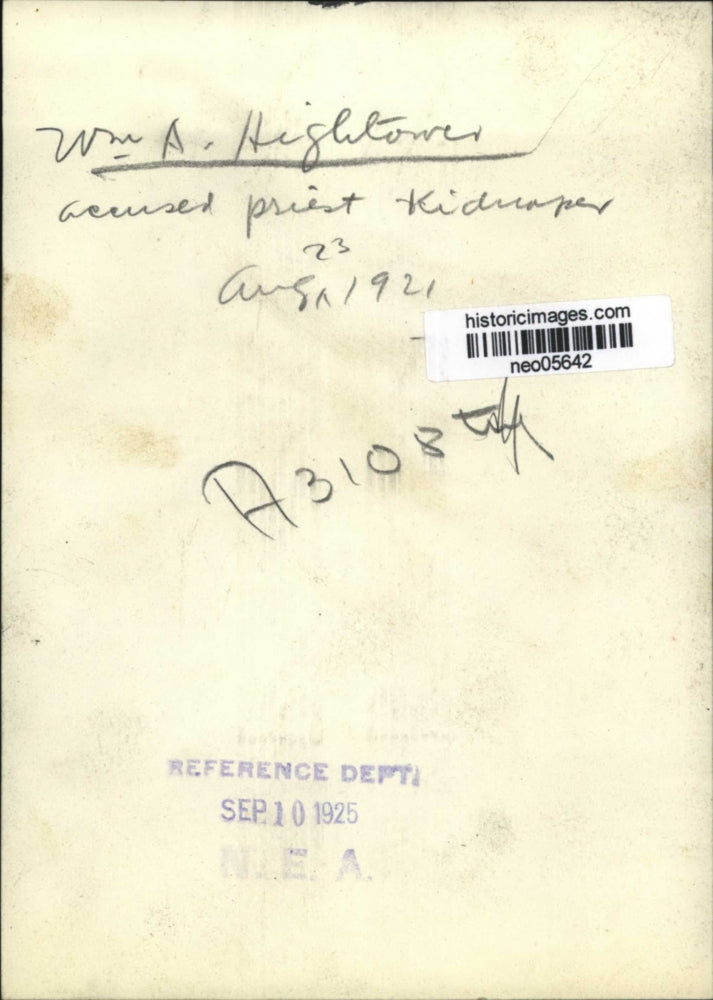 Wm A. Hightower
accused priest kidnaper
23
Aug, 1921
historicimages.com
neo05642
A3108
REFERENCE DEPT.
SEP 10 1925
N. E. A.